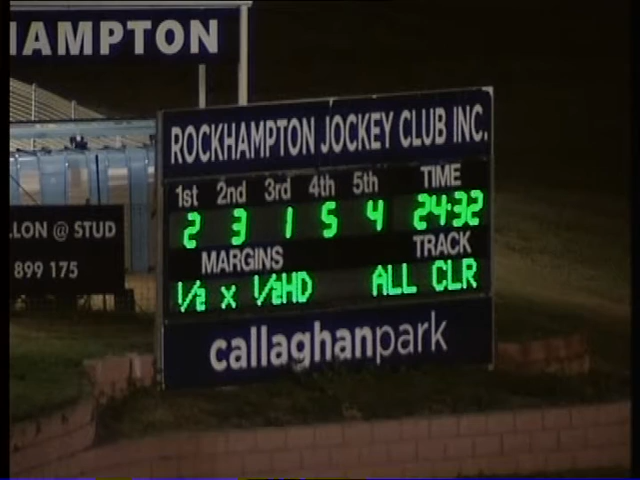 HAMPTON
ROCKHAMPTON JOCKEY CLUB INC.
1st 2nd 3rd 4th 5th TIME
2 3 1 5 4 24·32
MARGINS TRACK
1/2 x 1/2HD ALL CLR
callaghanpark
LLON @ STUD
899 175